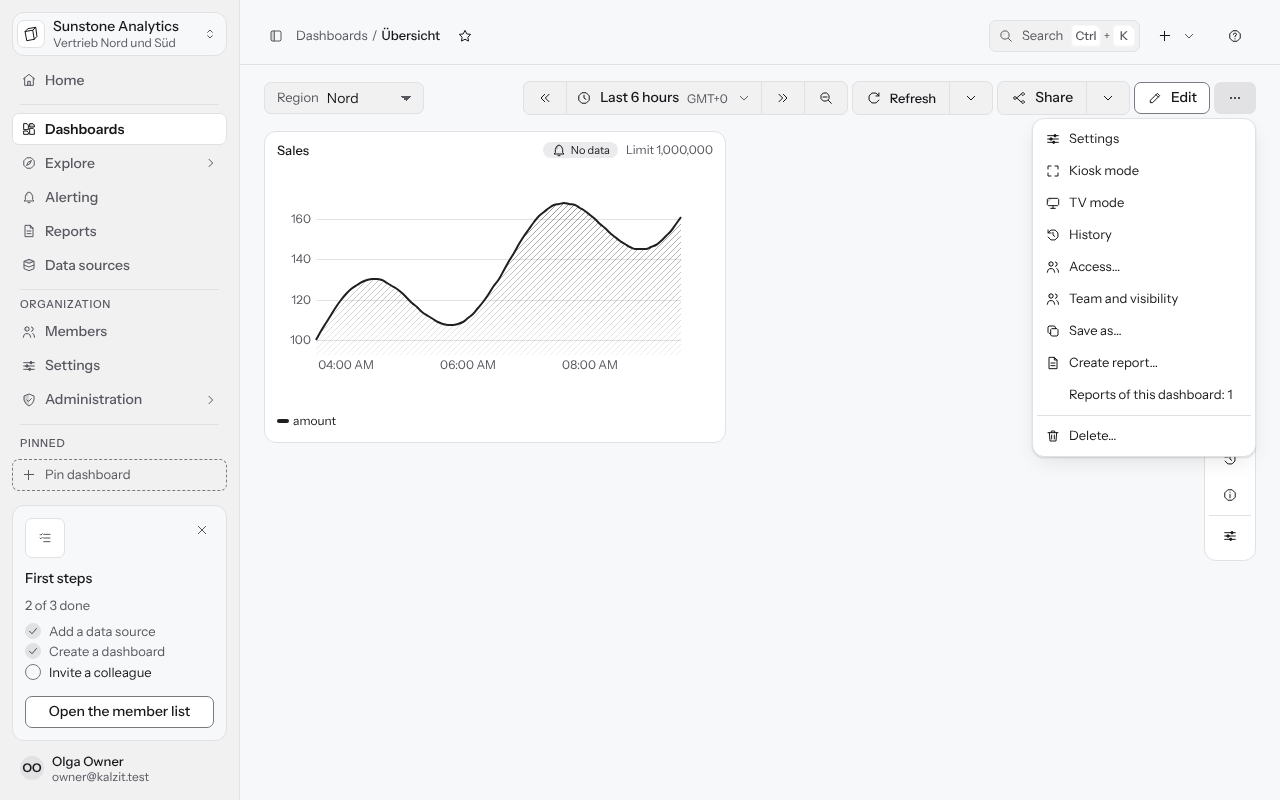 Sunstone Analytics
Vertrieb Nord und Süd
Home
Dashboards
Explore
Alerting
Reports
Data sources
ORGANIZATION
Members
Settings
Administration
PINNED
Pin dashboard
First steps
2 of 3 done
Add a data source
Create a dashboard
Invite a colleague
Open the member list
OO
Olga Owner
owner@kalzit.test
Dashboards / Übersicht
Search Ctrl + K
Region Nord
Last 6 hours GMT+0
Refresh
Share
Edit
Sales
No data
Limit 1,000,000
160
140
120
100
04:00 AM 06:00 AM 08:00 AM
amount
Settings
Kiosk mode
TV mode
History
Access...
Team and visibility
Save as...
Create report...
Reports of this dashboard: 1
Delete...